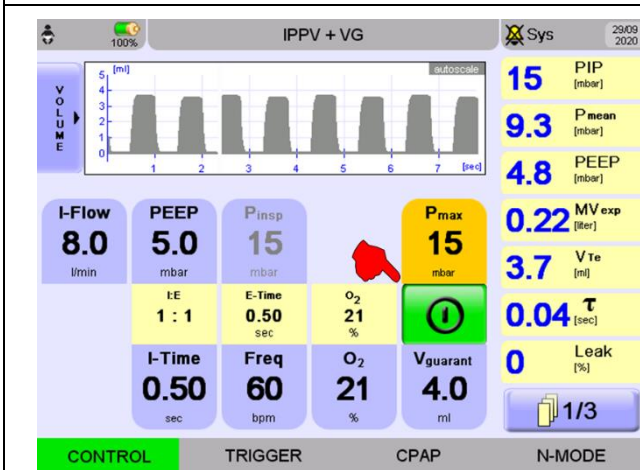 100%
IPPV + VG
Sys
29/09
2020
VOLUME
[ml]
autoscale
5
4
3
2
1
0
1 2 3 4 5 6 7 [sec]
15 PIP [mbar]
9.3 Pmean [mbar]
4.8 PEEP [mbar]
0.22 MVexp [liter]
3.7 VTe [ml]
0.04 τ [sec]
0 Leak [%]
1/3
I-Flow PEEP Pinsp Pmax
8.0 5.0 15 15
l/min mbar mbar mbar
I:E E-Time O2
1 : 1 0.50 21
sec %
I-Time Freq O2 Vguarant
0.50 60 21 4.0
sec bpm % ml
CONTROL TRIGGER CPAP N-MODE